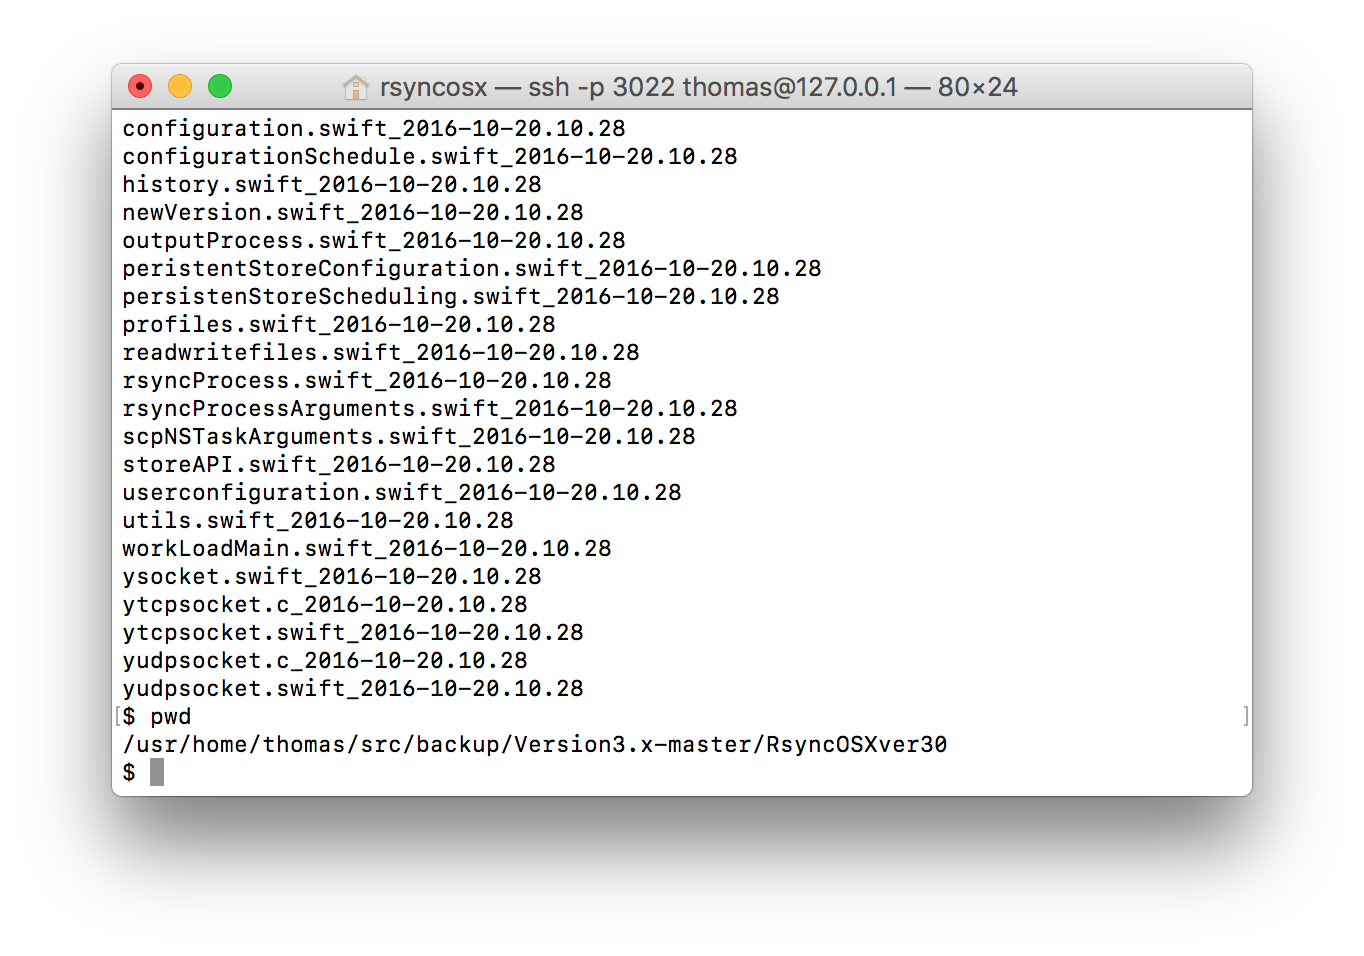 rsyncosx — ssh -p 3022 thomas@127.0.0.1 — 80×24
configuration.swift_2016-10-20.10.28
configurationSchedule.swift_2016-10-20.10.28
history.swift_2016-10-20.10.28
newVersion.swift_2016-10-20.10.28
outputProcess.swift_2016-10-20.10.28
peristentStoreConfiguration.swift_2016-10-20.10.28
persistenStoreScheduling.swift_2016-10-20.10.28
profiles.swift_2016-10-20.10.28
readwritefiles.swift_2016-10-20.10.28
rsyncProcess.swift_2016-10-20.10.28
rsyncProcessArguments.swift_2016-10-20.10.28
scpNSTaskArguments.swift_2016-10-20.10.28
storeAPI.swift_2016-10-20.10.28
userconfiguration.swift_2016-10-20.10.28
utils.swift_2016-10-20.10.28
workLoadMain.swift_2016-10-20.10.28
ysocket.swift_2016-10-20.10.28
ytcpsocket.c_2016-10-20.10.28
ytcpsocket.swift_2016-10-20.10.28
yudpsocket.c_2016-10-20.10.28
yudpsocket.swift_2016-10-20.10.28
[$ pwd ]
/usr/home/thomas/src/backup/Version3.x-master/RsyncOSXver30
$